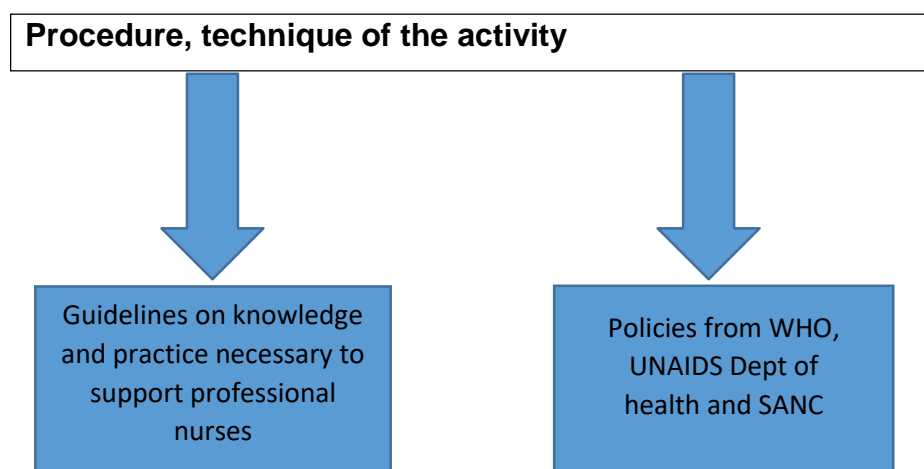 Procedure, technique of the activity
Guidelines on knowledge
and practice necessary to
support professional
nurses
Policies from WHO,
UNAIDS Dept of
health and SANC